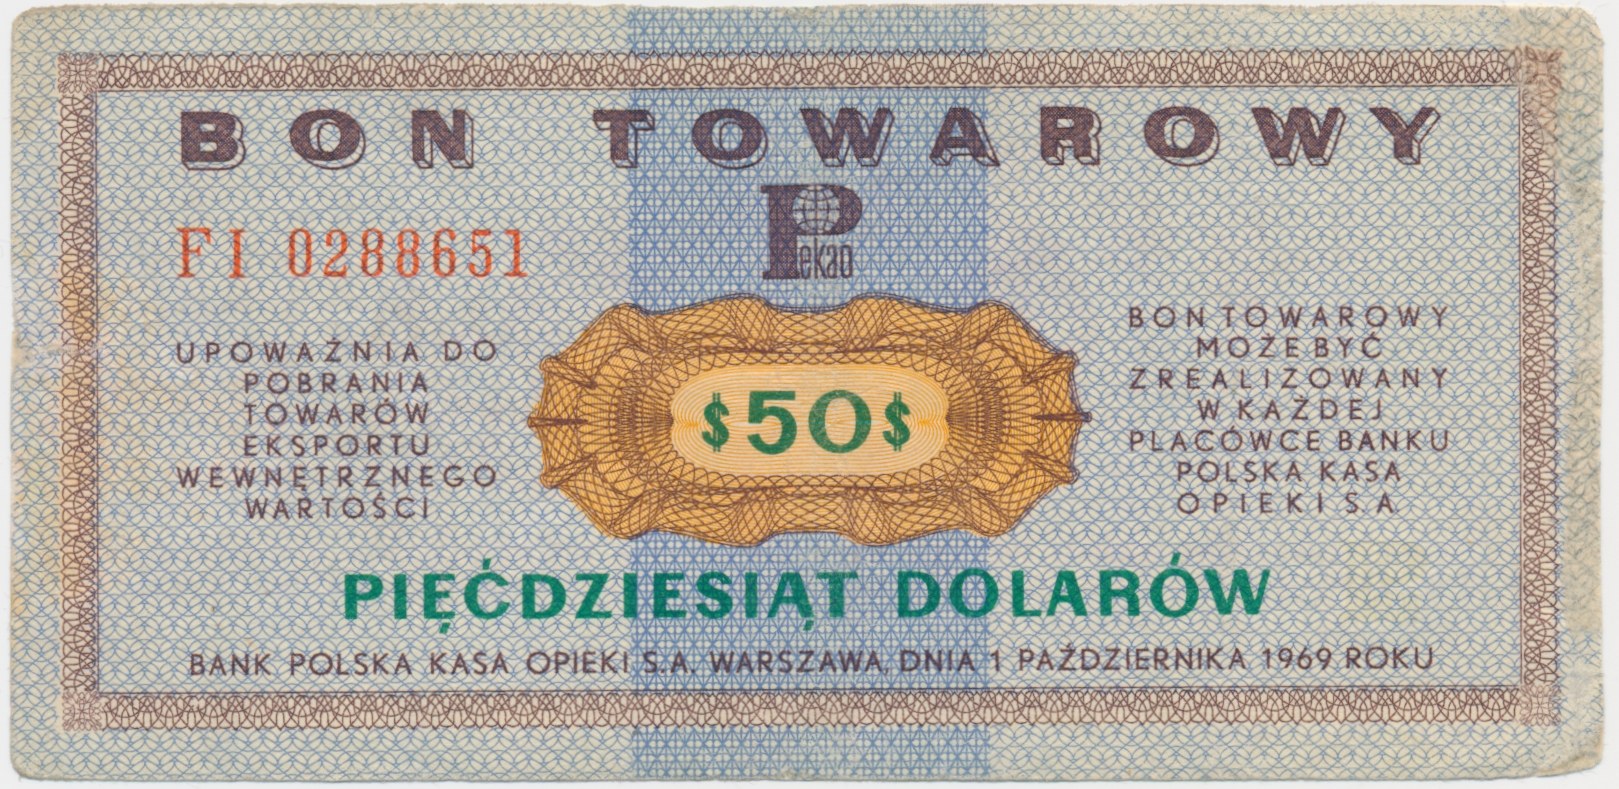 BON TOWAROWY
Pekao
FI 0288651
UPOWAŻNIA DO
POBRANIA
TOWARÓW
EKSPORTU
WEWNĘTRZNEGO
WARTOŚCI
$50$
BON TOWAROWY
MOŻE BYĆ
ZREALIZOWANY
W KAŻDEJ
PLACÓWCE BANKU
POLSKA KASA
OPIEKI S A
PIĘĆDZIESIĄT DOLARÓW
BANK POLSKA KASA OPIEKI S.A. WARSZAWA, DNIA 1 PAŹDZIERNIKA 1969 ROKU